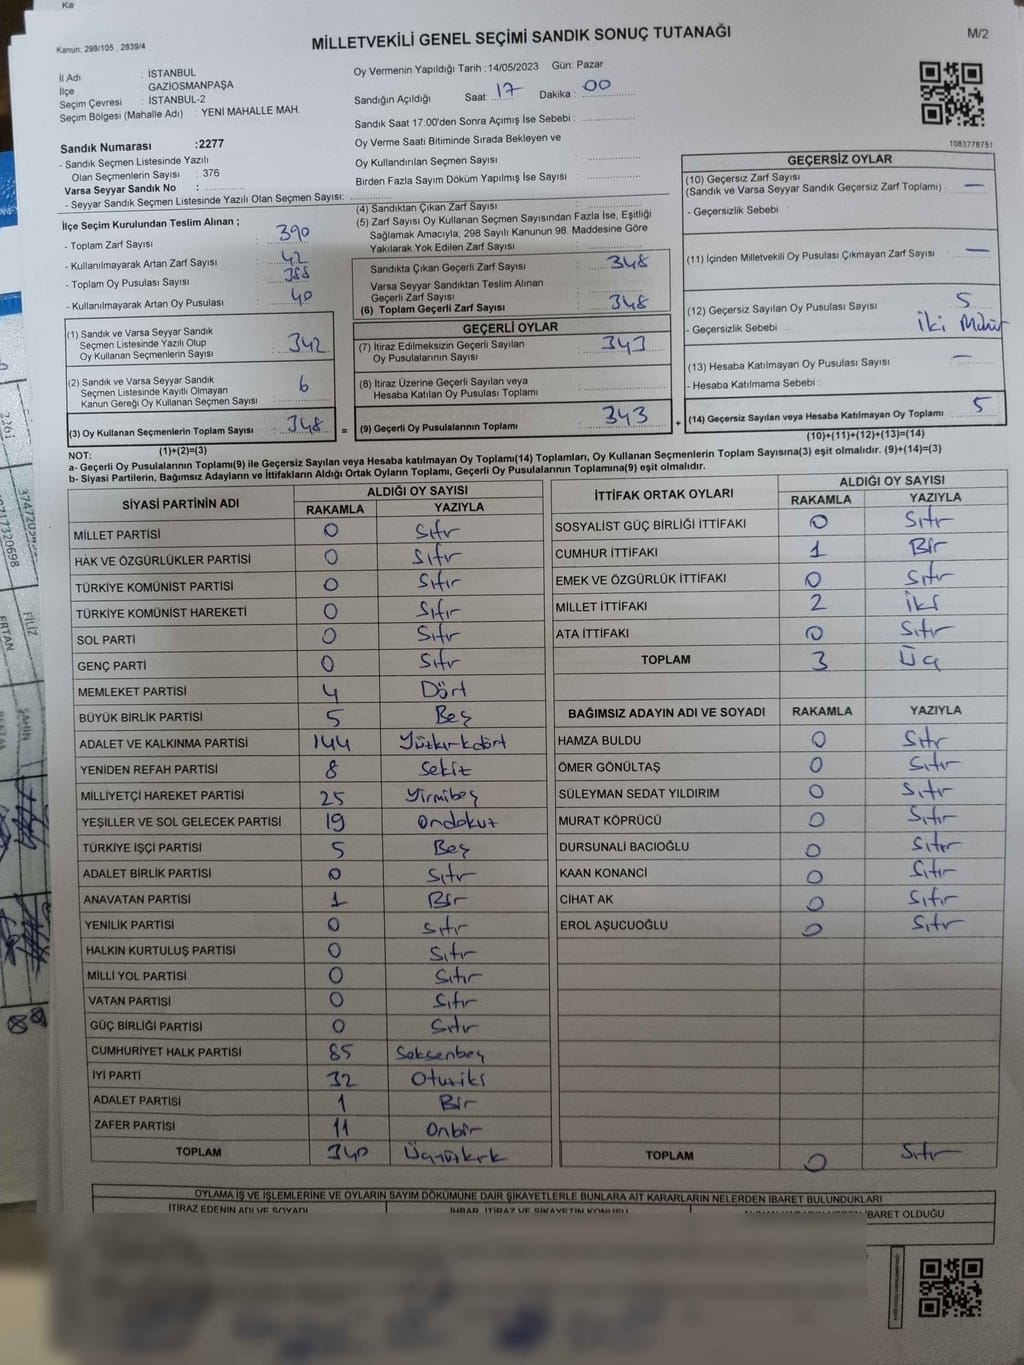 Ka
Kanun: 298/105 , 2839/4
MİLLETVEKİLİ GENEL SEÇİMİ SANDIK SONUÇ TUTANAĞI
M/2
İl Adı : İSTANBUL
İlçe : GAZİOSMANPAŞA
Seçim Çevresi : İSTANBUL-2
Seçim Bölgesi (Mahalle Adı) : YENİ MAHALLE MAH.
Oy Vermenin Yapıldığı Tarih :14/05/2023 Gün: Pazar
Sandığın Açıldığı Saat: 17 Dakika : 00
Sandık Saat 17:00'den Sonra Açımış İse Sebebi :
Oy Verme Saati Bitiminde Sırada Bekleyen ve
Oy Kullandırılan Seçmen Sayısı :
Birden Fazla Sayım Döküm Yapılmış İse Sayısı :
1083778751
Sandık Numarası :2277
- Sandık Seçmen Listesinde Yazılı
Olan Seçmenlerin Sayısı : 376
Varsa Seyyar Sandık No :
- Seyyar Sandık Seçmen Listesinde Yazılı Olan Seçmen Sayısı:
İlçe Seçim Kurulundan Teslim Alınan ;
- Toplam Zarf Sayısı : 390
- Kullanılmayarak Artan Zarf Sayısı : 42
- Toplam Oy Pusulası Sayısı : 388
- Kullanılmayarak Artan Oy Pusulası : 40
(1) Sandık ve Varsa Seyyar Sandık
Seçmen Listesinde Yazılı Olup
Oy Kullanan Seçmenlerin Sayısı : 342
(2) Sandık ve Varsa Seyyar Sandık
Seçmen Listesinde Kayıtlı Olmayan
Kanun Gereği Oy Kullanan Seçmen Sayısı : 6
(3) Oy Kullanan Seçmenlerin Toplam Sayısı : 348
(1)+(2)=(3)
(4) Sandıktan Çıkan Zarf Sayısı :
(5) Zarf Sayısı Oy Kullanan Seçmen Sayısından Fazla İse, Eşitliği
Sağlamak Amacıyla; 298 Sayılı Kanunun 98. Maddesine Göre
Yakılarak Yok Edilen Zarf Sayısı :
Sandıkta Çıkan Geçerli Zarf Sayısı : 348
Varsa Seyyar Sandıktan Teslim Alınan
Geçerli Zarf Sayısı :
(6) Toplam Geçerli Zarf Sayısı : 348
GEÇERLİ OYLAR
(7) İtiraz Edilmeksizin Geçerli Sayılan
Oy Pusulalarının Sayısı : 343
(8) İtiraz Üzerine Geçerli Sayılan veya
Hesaba Katılan Oy Pusulası Toplamı :
= (9) Geçerli Oy Pusulalarının Toplamı : 343 +
GEÇERSİZ OYLAR
(10) Geçersiz Zarf Sayısı
(Sandık ve Varsa Seyyar Sandık Geçersiz Zarf Toplamı) : —
- Geçersizlik Sebebi :
(11) İçinden Milletvekili Oy Pusulası Çıkmayan Zarf Sayısı : —
(12) Geçersiz Sayılan Oy Pusulası Sayısı : 5
- Geçersizlik Sebebi : İki Mühür
(13) Hesaba Katılmayan Oy Pusulası Sayısı : —
- Hesaba Katılmama Sebebi :
(14) Geçersiz Sayılan veya Hesaba Katılmayan Oy Toplamı : 5
(10)+(11)+(12)+(13)=(14)
NOT:
a- Geçerli Oy Pusulalarının Toplamı(9) ile Geçersiz Sayılan veya Hesaba katılmayan Oy Toplamı(14) Toplamları, Oy Kullanan Seçmenlerin Toplam Sayısına(3) eşit olmalıdır. (9)+(14)=(3)
b- Siyasi Partilerin, Bağımsız Adayların ve İttifakların Aldığı Ortak Oyların Toplamı, Geçerli Oy Pusulalarının Toplamına(9) eşit olmalıdır.
SİYASİ PARTİNİN ADI ALDIĞI OY SAYISI
RAKAMLA YAZIYLA
MİLLET PARTİSİ 0 Sıfır
HAK VE ÖZGÜRLÜKLER PARTİSİ 0 Sıfır
TÜRKİYE KOMÜNİST PARTİSİ 0 Sıfır
TÜRKİYE KOMÜNİST HAREKETİ 0 Sıfır
SOL PARTİ 0 Sıfır
GENÇ PARTİ 0 Sıfır
MEMLEKET PARTİSİ 4 Dört
BÜYÜK BİRLİK PARTİSİ 5 Beş
ADALET VE KALKINMA PARTİSİ 144 Yüzkırkdört
YENİDEN REFAH PARTİSİ 8 Sekiz
MİLLİYETÇİ HAREKET PARTİSİ 25 Yirmibeş
YEŞİLLER VE SOL GELECEK PARTİSİ 19 Ondokuz
TÜRKİYE İŞÇİ PARTİSİ 5 Beş
ADALET BİRLİK PARTİSİ 0 Sıfır
ANAVATAN PARTİSİ 1 Bir
YENİLİK PARTİSİ 0 Sıfır
HALKIN KURTULUŞ PARTİSİ 0 Sıfır
MİLLİ YOL PARTİSİ 0 Sıfır
VATAN PARTİSİ 0 Sıfır
GÜÇ BİRLİĞİ PARTİSİ 0 Sıfır
CUMHURİYET HALK PARTİSİ 85 Seksenbeş
İYİ PARTİ 32 Otuziki
ADALET PARTİSİ 1 Bir
ZAFER PARTİSİ 11 Onbir
TOPLAM 340 Üçyüzkırk
İTTİFAK ORTAK OYLARI ALDIĞI OY SAYISI
RAKAMLA YAZIYLA
SOSYALİST GÜÇ BİRLİĞİ İTTİFAKI 0 Sıfır
CUMHUR İTTİFAKI 1 Bir
EMEK VE ÖZGÜRLÜK İTTİFAKI 0 Sıfır
MİLLET İTTİFAKI 2 İki
ATA İTTİFAKI 0 Sıfır
TOPLAM 3 Üç
BAĞIMSIZ ADAYIN ADI VE SOYADI RAKAMLA YAZIYLA
HAMZA BULDU 0 Sıfır
ÖMER GÖNÜLTAŞ 0 Sıfır
SÜLEYMAN SEDAT YILDIRIM 0 Sıfır
MURAT KÖPRÜCÜ 0 Sıfır
DURSUNALİ BACIOĞLU 0 Sıfır
KAAN KONANCİ 0 Sıfır
CİHAT AK 0 Sıfır
EROL AŞUCUOĞLU 0 Sıfır
TOPLAM 0 Sıfır
OYLAMA İŞ VE İŞLEMLERİNE VE OYLARIN SAYIM DÖKÜMÜNE DAİR ŞİKAYETLERLE BUNLARA AİT KARARLARIN NELERDEN İBARET BULUNDUKLARI
İTİRAZ EDENİN ADI VE SOYADI İHBAR, İTİRAZ VE ŞİKAYETİN KONUSU İBARET OLDUĞU
2261
17320698
FİLİZ
ERTAN
ŞAHİN